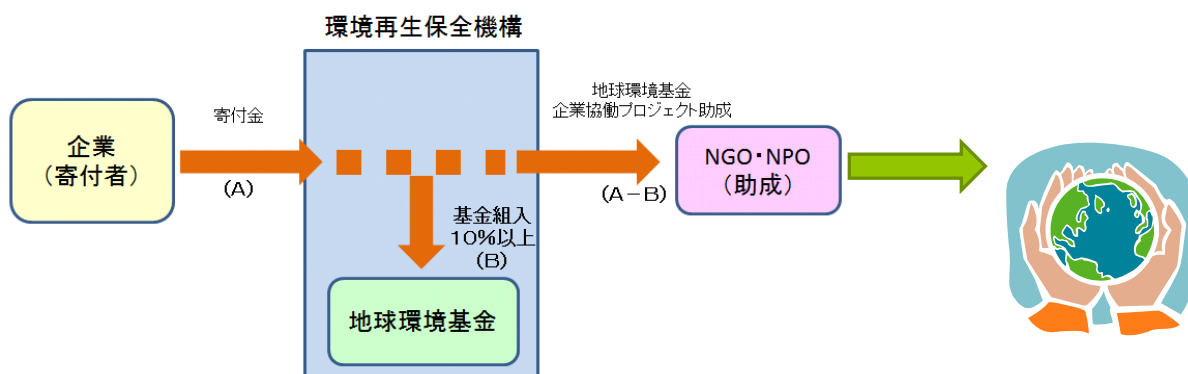 環境再生保全機構
企業
（寄付者）
寄付金
(A)
基金組入
10％以上
(B)
地球環境基金
地球環境基金
企業協働プロジェクト助成
(A－B)
NGO・NPO
（助成）